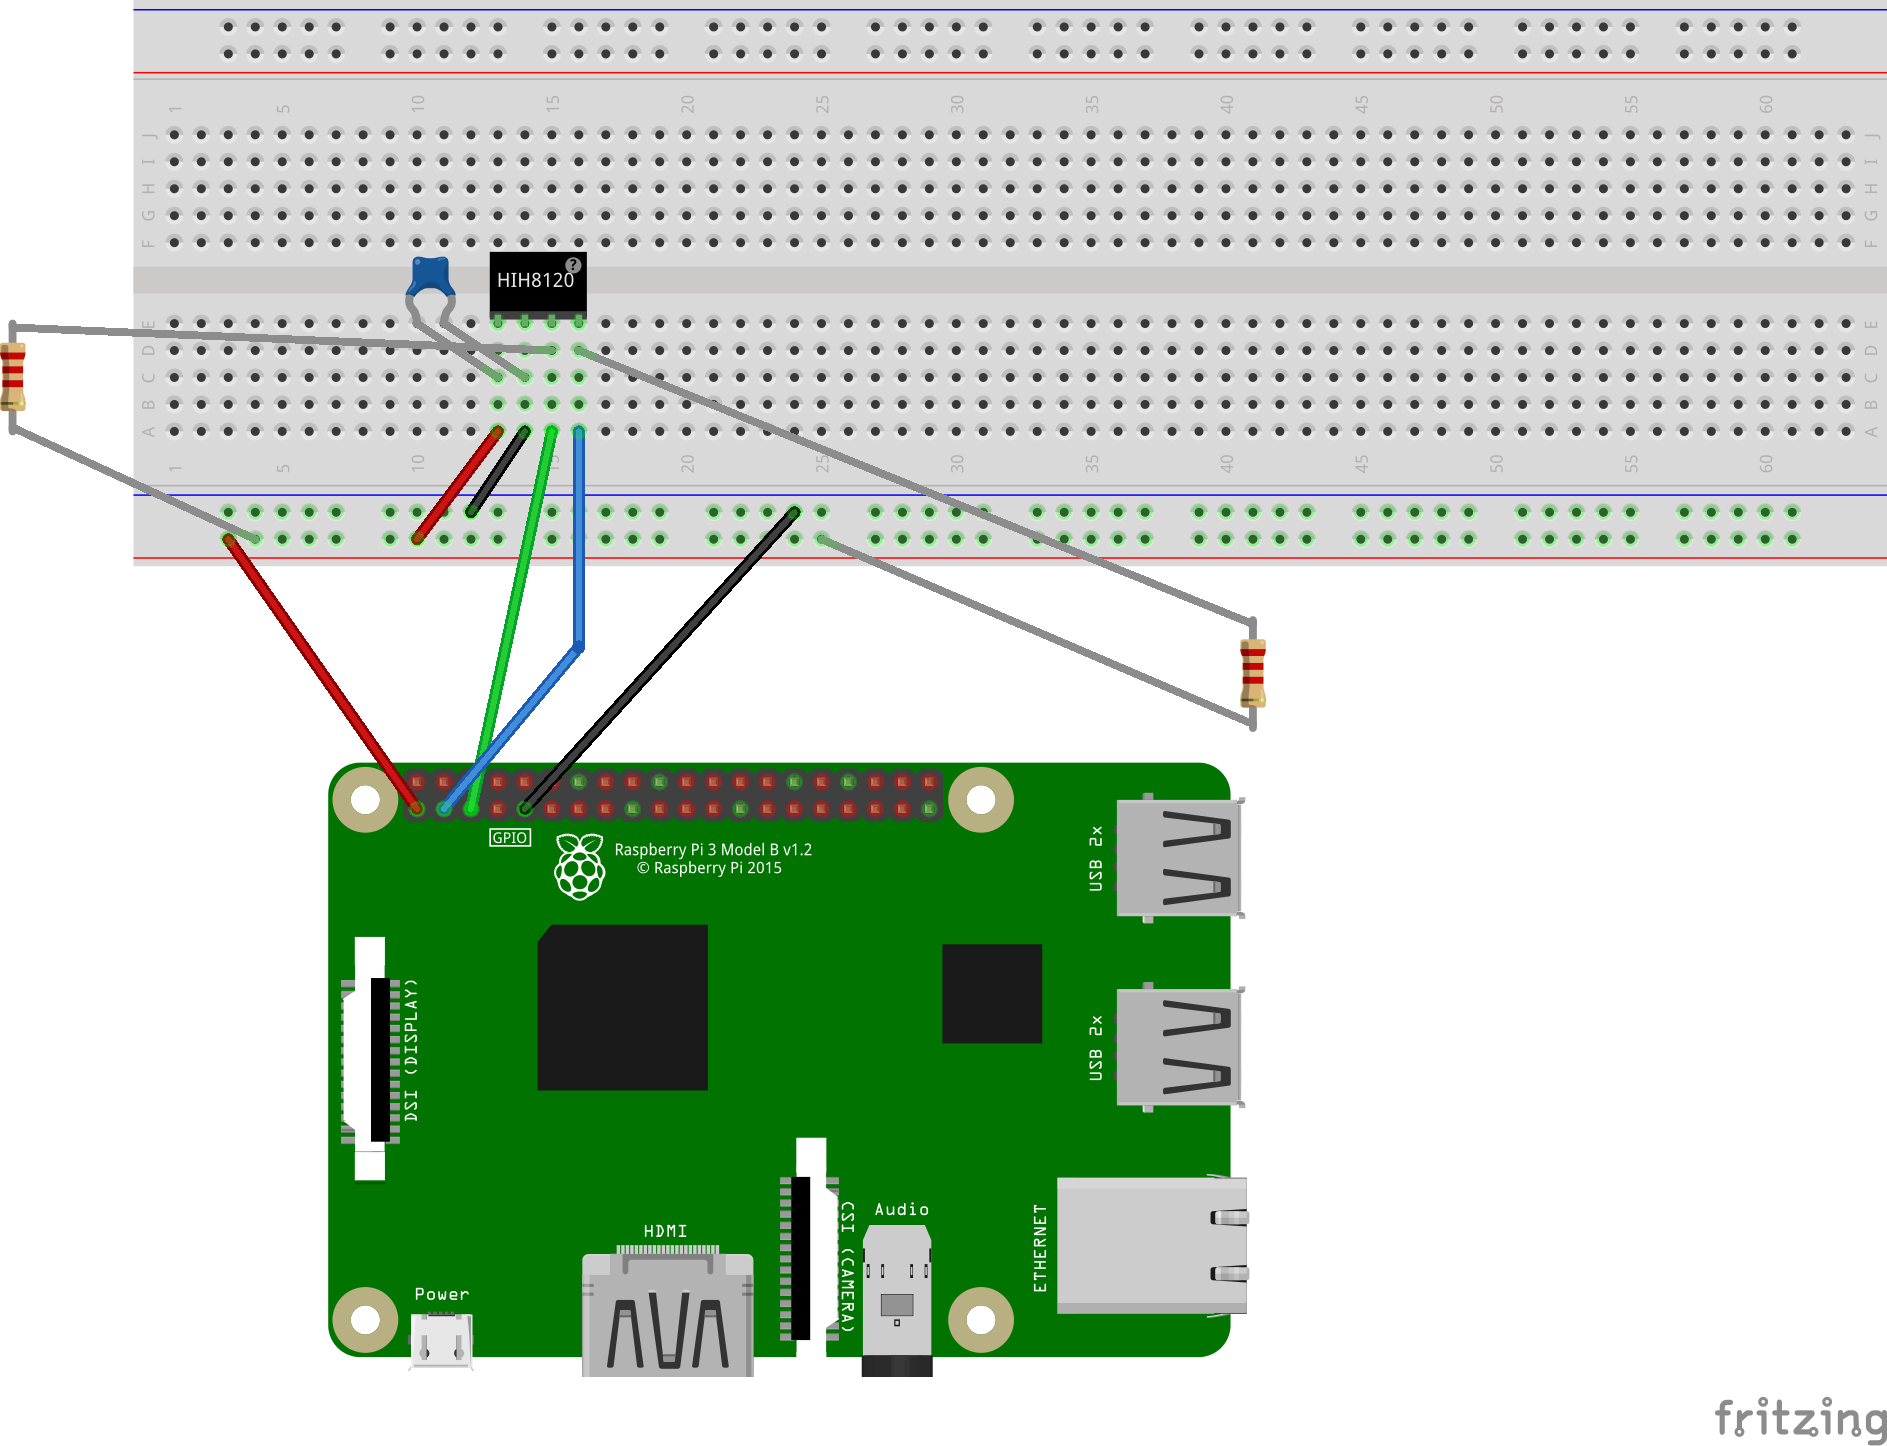 1 5 10 15 20 25 30 35 40 45 50 55 60
J J
I I
H H
G G
F F
HIH8120 ?
E E
D D
C C
B B
A A
1 5 10 15 20 25 30 35 40 45 50 55 60
GPIO
Raspberry Pi 3 Model B v1.2
© Raspberry Pi 2015
USB 2x
DSI (DISPLAY)
USB 2x
HDMI
Power
CSI (CAMERA)
Audio
ETHERNET
fritzing